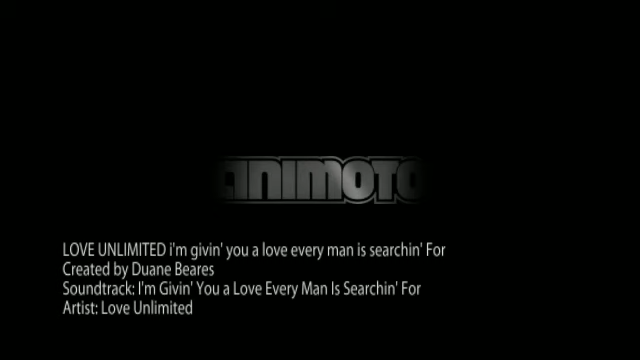 ANIMOTO
LOVE UNLIMITED i'm givin' you a love every man is searchin' For
Created by Duane Beares
Soundtrack: I'm Givin' You a Love Every Man Is Searchin' For
Artist: Love Unlimited